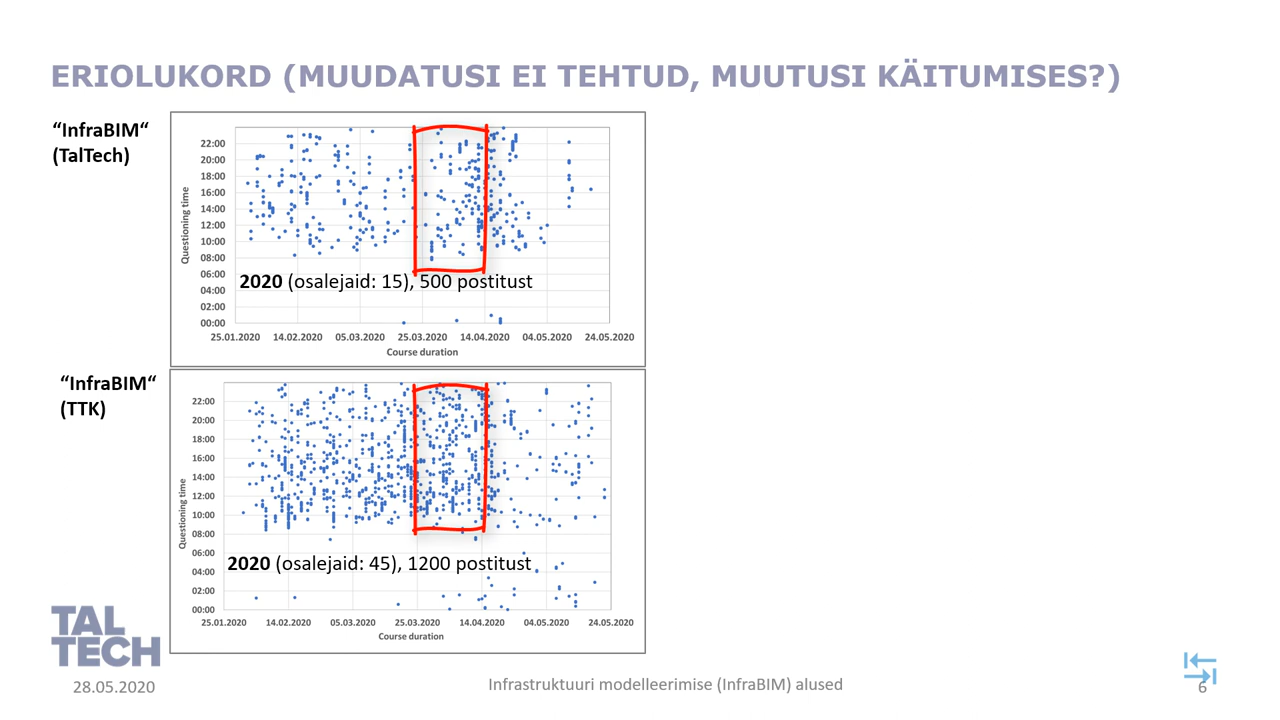 ERIOLUKORD (MUUDATUSI EI TEHTUD, MUUTUSI KÄITUMISES?)
“InfraBIM“
(TalTech)
22:00
20:00
18:00
16:00
14:00
12:00
10:00
08:00
06:00
04:00
02:00
00:00
Questioning time
2020 (osalejaid: 15), 500 postitust
25.01.2020 14.02.2020 05.03.2020 25.03.2020 14.04.2020 04.05.2020 24.05.2020
Course duration
“InfraBIM“
(TTK)
22:00
20:00
18:00
16:00
14:00
12:00
10:00
08:00
06:00
04:00
02:00
00:00
Questioning time
2020 (osalejaid: 45), 1200 postitust
25.01.2020 14.02.2020 05.03.2020 25.03.2020 14.04.2020 04.05.2020 24.05.2020
Course duration
TAL
TECH
28.05.2020
Infrastruktuuri modelleerimise (InfraBIM) alused
6